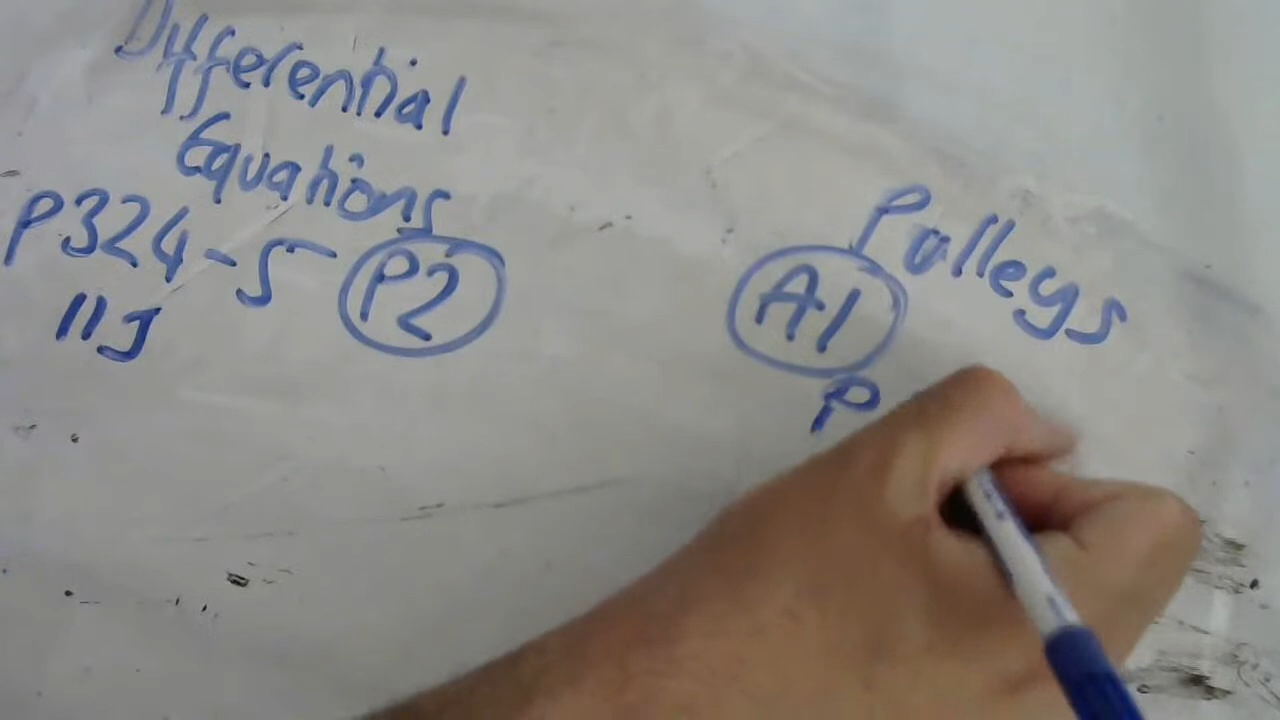 Differential
Equations
P324-5 P2
11J
Pulleys
A1
P